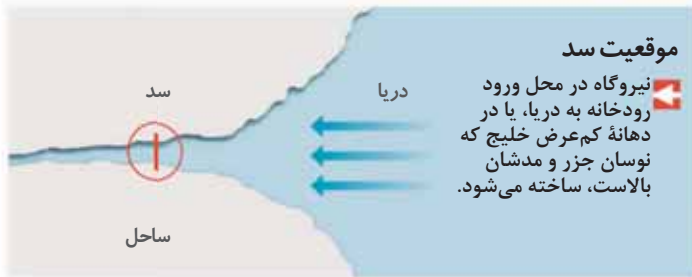 موقعیت سد
نیروگاه در محل ورود
رودخانه به دریا، یا در
دهانهٔ کم‌عرض خلیج که
نوسان جزر و مدشان
بالاست، ساخته می‌شود.
دریا
سد
ساحل